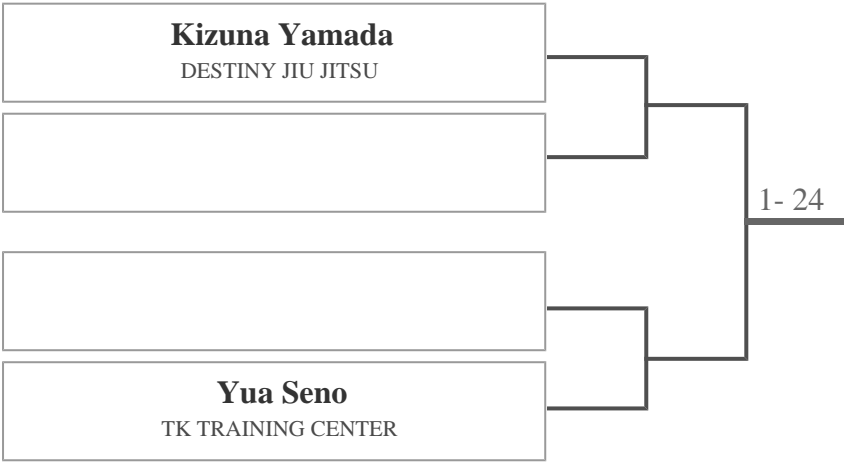 Kizuna Yamada
DESTINY JIU JITSU
1- 24
Yua Seno
TK TRAINING CENTER